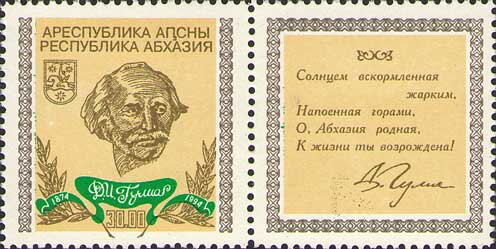 АРЕСПУБЛИКА АҦСНЫ
РЕСПУБЛИКА АБХАЗИЯ
Д.И. Гулиа
1874 1994
30.00
Солнцем вскормленная
жарким,
Напоенная горами,
О, Абхазия родная,
К жизни ты возрождена!
Д. Гулиа